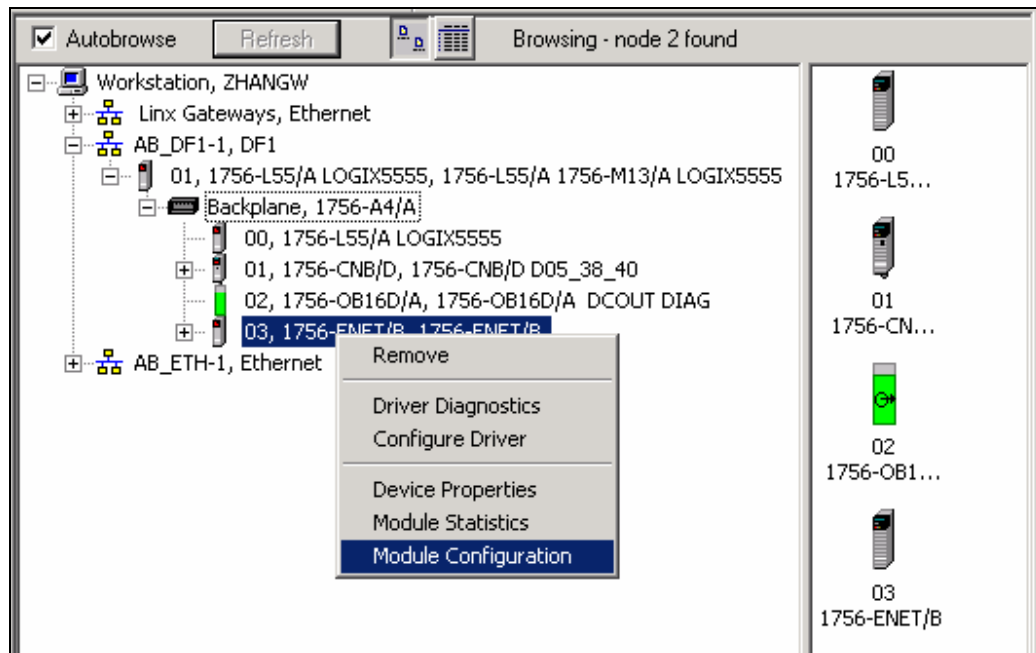 Autobrowse Refresh Browsing - node 2 found
Workstation, ZHANGW
Linx Gateways, Ethernet
AB_DF1-1, DF1
01, 1756-L55/A LOGIX5555, 1756-L55/A 1756-M13/A LOGIX5555
Backplane, 1756-A4/A
00, 1756-L55/A LOGIX5555
01, 1756-CNB/D, 1756-CNB/D D05_38_40
02, 1756-OB16D/A, 1756-OB16D/A DCOUT DIAG
03, 1756-ENET/B, 1756-ENET/B
AB_ETH-1, Ethernet
Remove
Driver Diagnostics
Configure Driver
Device Properties
Module Statistics
Module Configuration
00
1756-L5...
01
1756-CN...
02
1756-OB1...
03
1756-ENET/B